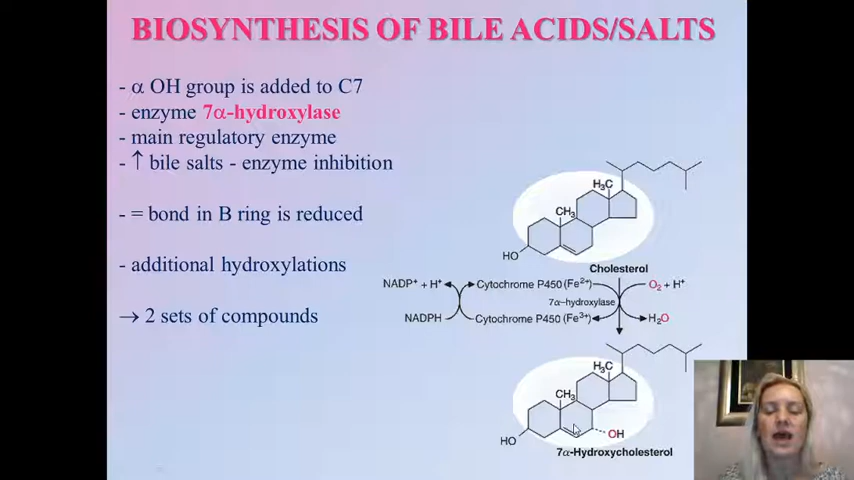 BIOSYNTHESIS OF BILE ACIDS/SALTS
- α OH group is added to C7
- enzyme 7α-hydroxylase
- main regulatory enzyme
- ↑ bile salts - enzyme inhibition
- = bond in B ring is reduced
- additional hydroxylations
→ 2 sets of compounds
H₃C
CH₃
HO
Cholesterol
NADP⁺ + H⁺
Cytochrome P450 (Fe²⁺)
O₂ + H⁺
7α-hydroxylase
NADPH
Cytochrome P450 (Fe³⁺)
H₂O
H₃C
CH₃
HO
OH
7α-Hydroxycholesterol